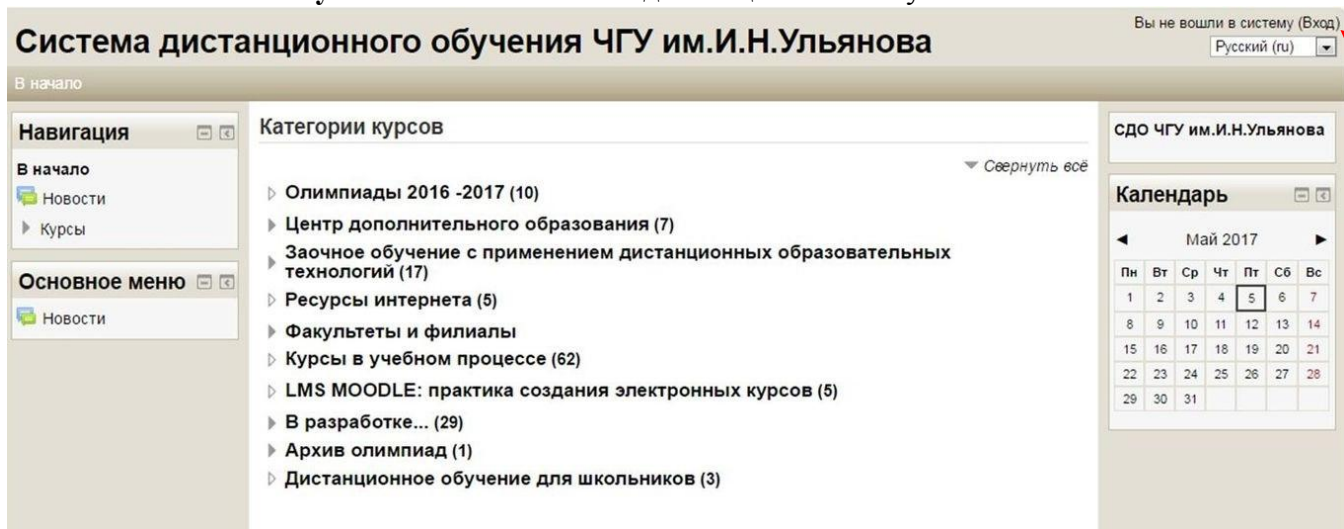 Вы не вошли в систему (Вход)
Система дистанционного обучения ЧГУ им.И.Н.Ульянова
Русский (ru)
В начало
Навигация
В начало
Новости
Курсы
Основное меню
Новости
Категории курсов
Свернуть всё
Олимпиады 2016 -2017 (10)
Центр дополнительного образования (7)
Заочное обучение с применением дистанционных образовательных
технологий (17)
Ресурсы интернета (5)
Факультеты и филиалы
Курсы в учебном процессе (62)
LMS MOODLE: практика создания электронных курсов (5)
В разработке... (29)
Архив олимпиад (1)
Дистанционное обучение для школьников (3)
СДО ЧГУ им.И.Н.Ульянова
Календарь
Май 2017
Пн Вт Ср Чт Пт Сб Вс
1 2 3 4 5 6 7
8 9 10 11 12 13 14
15 16 17 18 19 20 21
22 23 24 25 26 27 28
29 30 31